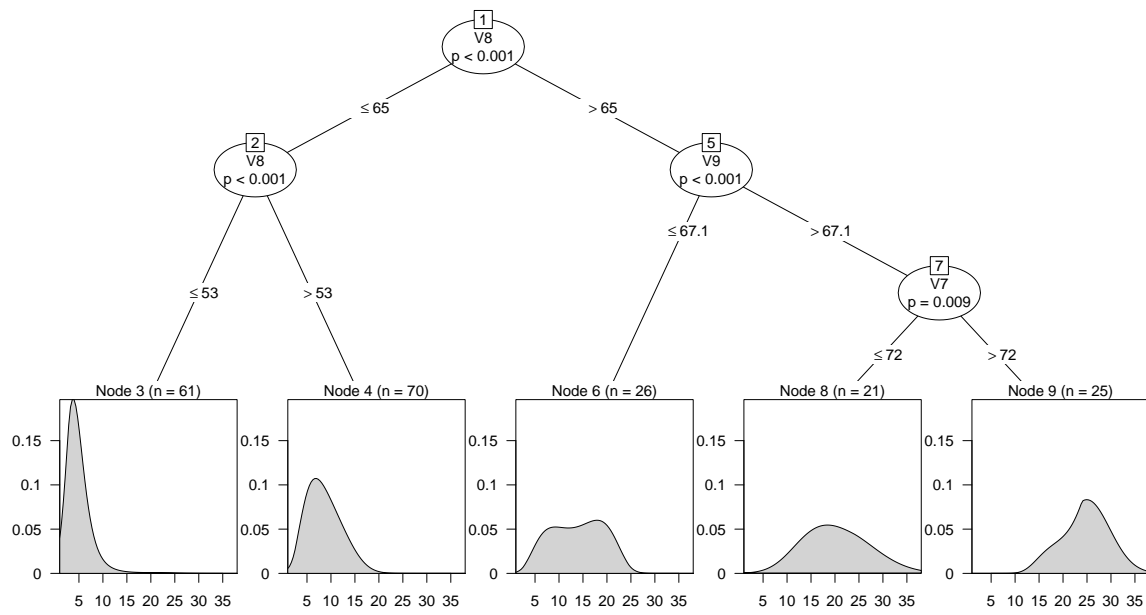 1
V8
p < 0.001
≤ 65
> 65
2
V8
p < 0.001
5
V9
p < 0.001
≤ 53
> 53
≤ 67.1
> 67.1
7
V7
p = 0.009
≤ 72
> 72
Node 3 (n = 61)
0.15
0.1
0.05
0
5 10 15 20 25 30 35
Node 4 (n = 70)
0.15
0.1
0.05
0
5 10 15 20 25 30 35
Node 6 (n = 26)
0.15
0.1
0.05
0
5 10 15 20 25 30 35
Node 8 (n = 21)
0.15
0.1
0.05
0
5 10 15 20 25 30 35
Node 9 (n = 25)
0.15
0.1
0.05
0
5 10 15 20 25 30 35